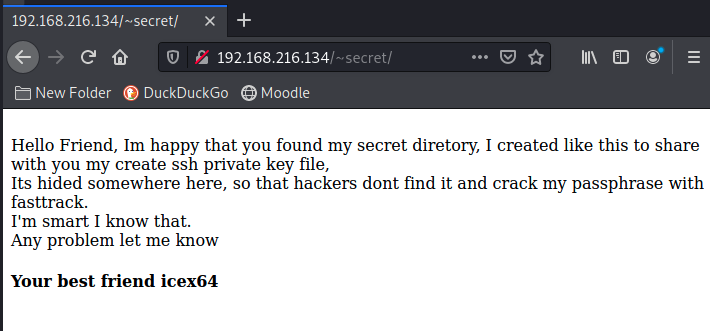 192.168.216.134/~secret/
192.168.216.134/~secret/
New Folder
DuckDuckGo
Moodle
Hello Friend, Im happy that you found my secret diretory, I created like this to share
with you my create ssh private key file,
Its hided somewhere here, so that hackers dont find it and crack my passphrase with
fasttrack.
I'm smart I know that.
Any problem let me know
Your best friend icex64